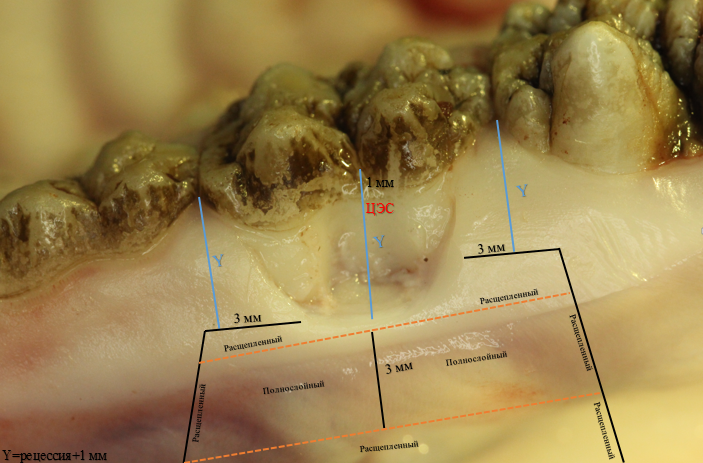 1 мм
ЦЭС
Y
Y
Y
3 мм
Расщепленный
3 мм
Расщепленный
Расщепленный
Полнослойный
3 мм
Полнослойный
Расщепленный
Расщепленный
Расщепленный
Y=рецессия+1 мм